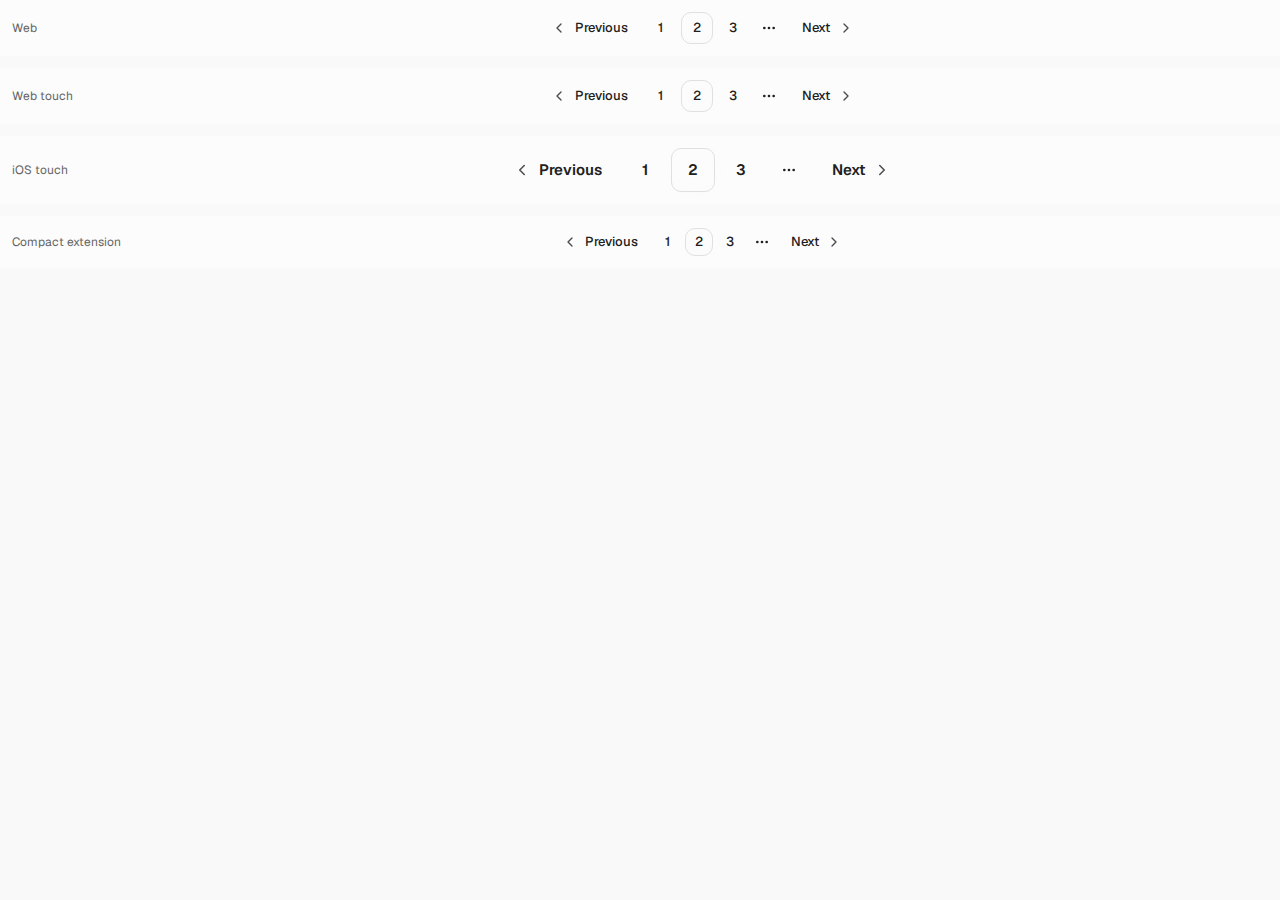 Web Previous 1 2 3 ••• Next
Web touch Previous 1 2 3 ••• Next
iOS touch Previous 1 2 3 ••• Next
Compact extension Previous 1 2 3 ••• Next